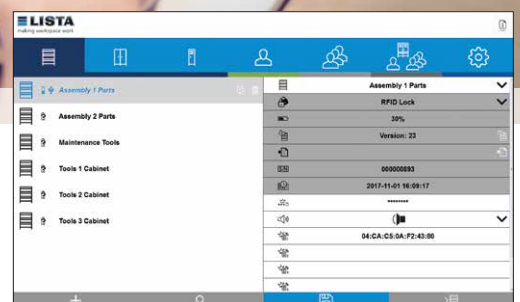 LISTA
making workspace work
Assembly 1 Parts
Assembly 2 Parts
Maintenance Tools
Tools 1 Cabinet
Tools 2 Cabinet
Tools 3 Cabinet
Assembly 1 Parts
RFID Lock
30%
Version: 23
000000893
2017-11-01 16:09:17
********
04:CA:C5:0A:F2:43:80